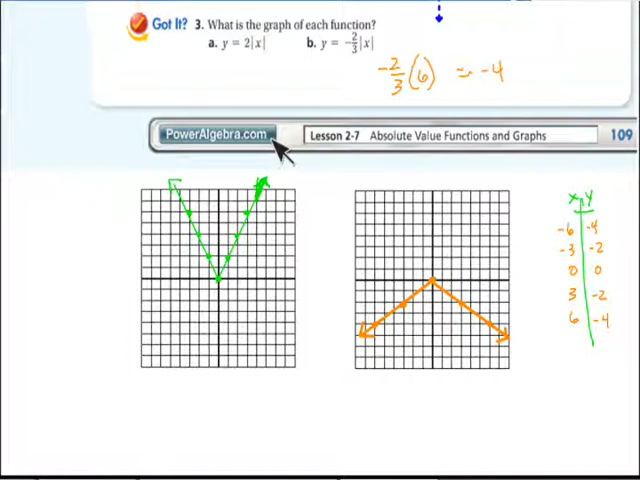 Got It? 3. What is the graph of each function?
a. y = 2|x|  b. y = -2/3|x|
-2/3(6) = -4
PowerAlgebra.com  Lesson 2-7  Absolute Value Functions and Graphs  109
x  y
-6  -4
-3  -2
0  0
3  -2
6  -4